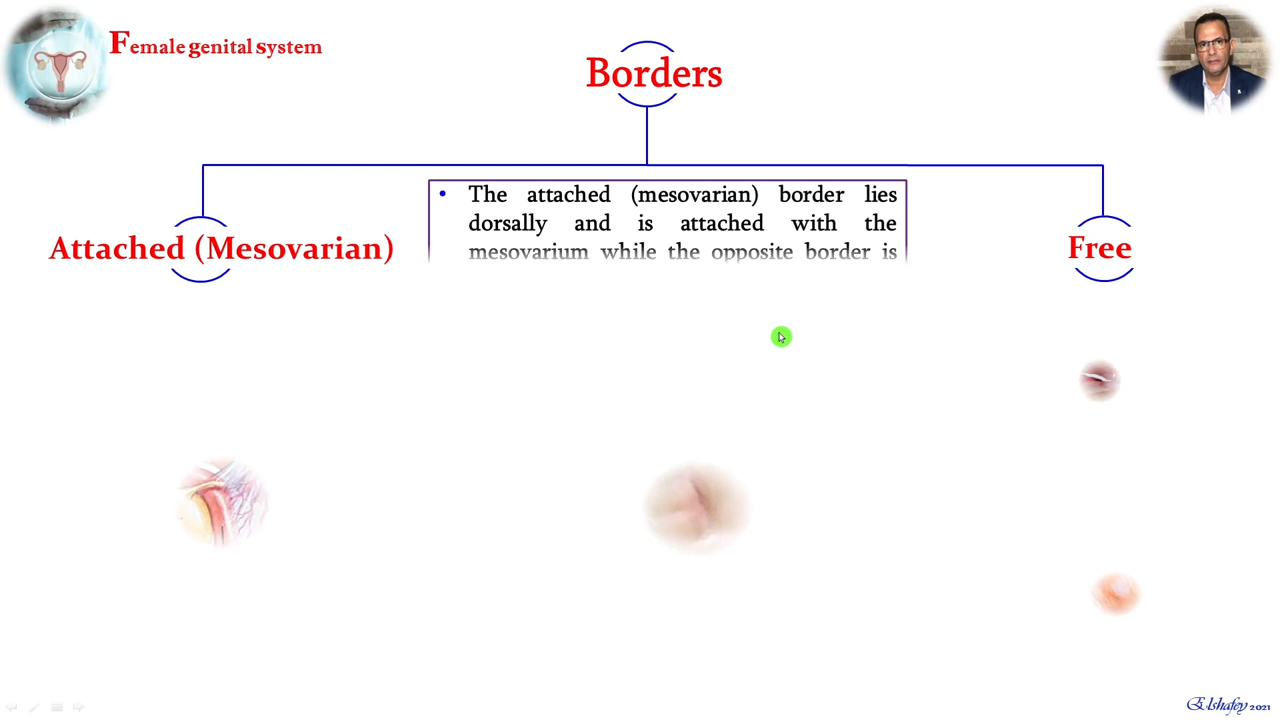 Female genital system
Borders
• The attached (mesovarian) border lies
dorsally and is attached with the
mesovarium while the opposite border is
Attached (Mesovarian)
Free
Elshafey 2021